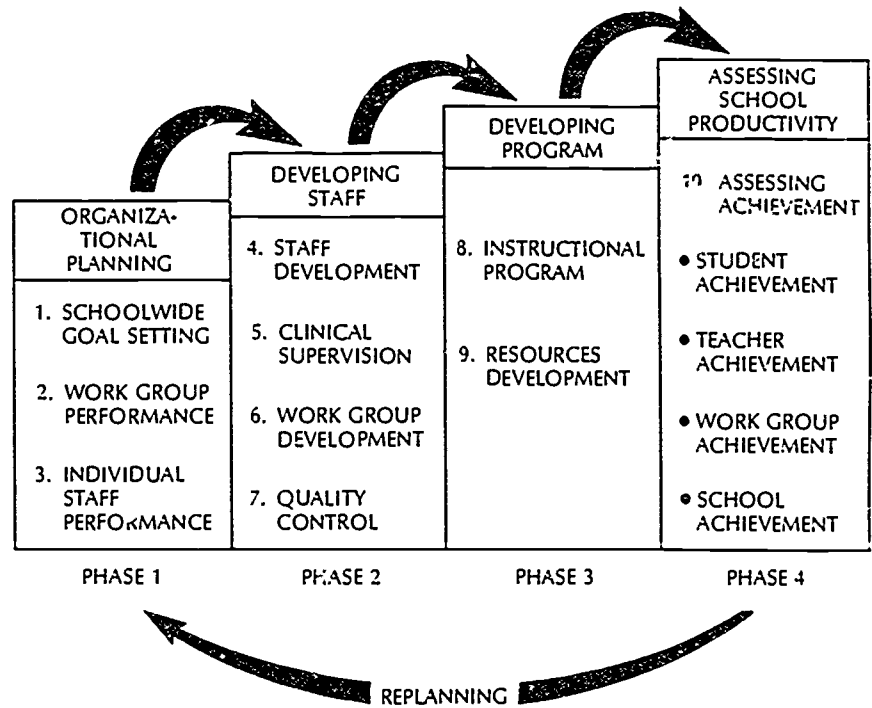 ORGANIZA-
TIONAL
PLANNING
1. SCHOOLWIDE
GOAL SETTING
2. WORK GROUP
PERFORMANCE
3. INDIVIDUAL
STAFF
PERFORMANCE
PHASE 1
DEVELOPING
STAFF
4. STAFF
DEVELOPMENT
5. CLINICAL
SUPERVISION
6. WORK GROUP
DEVELOPMENT
7. QUALITY
CONTROL
PHASE 2
DEVELOPING
PROGRAM
8. INSTRUCTIONAL
PROGRAM
9. RESOURCES
DEVELOPMENT
PHASE 3
ASSESSING
SCHOOL
PRODUCTIVITY
10 ASSESSING
ACHIEVEMENT
• STUDENT
ACHIEVEMENT
• TEACHER
ACHIEVEMENT
• WORK GROUP
ACHIEVEMENT
• SCHOOL
ACHIEVEMENT
PHASE 4
REPLANNING